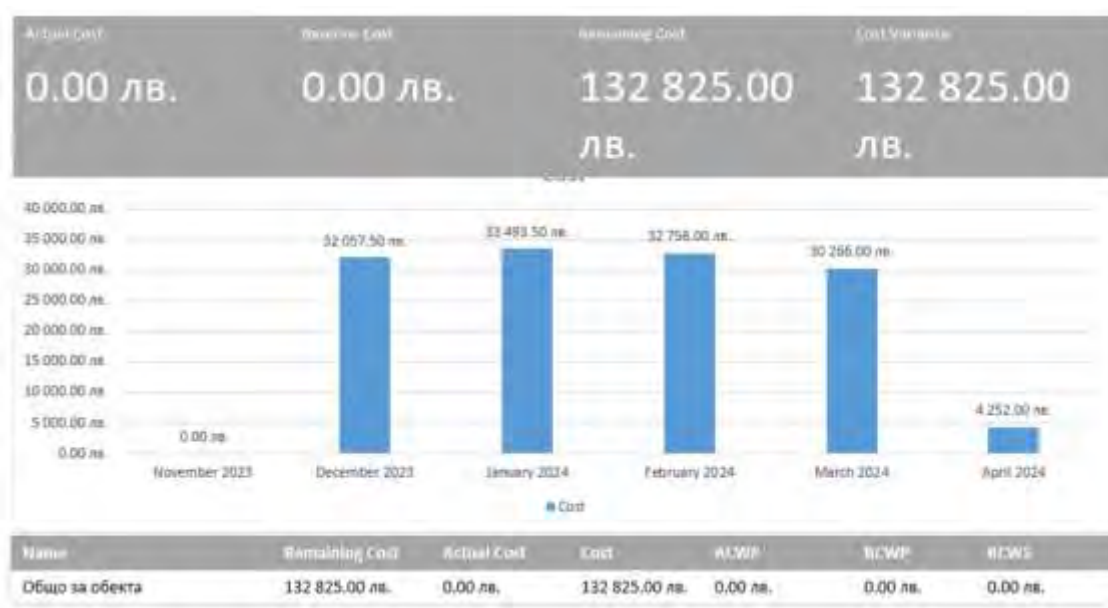 Actual Cost Baseline Cost Remaining Cost Cost Variance
0.00 лв. 0.00 лв. 132 825.00 лв. 132 825.00 лв.
40 000.00 лв.
35 000.00 лв.
30 000.00 лв.
25 000.00 лв.
20 000.00 лв.
15 000.00 лв.
10 000.00 лв.
5 000.00 лв.
0.00 лв.
0.00 лв. 32 057.50 лв. 33 493.50 лв. 32 756.00 лв. 30 266.00 лв. 4 252.00 лв.
November 2023 December 2023 January 2024 February 2024 March 2024 April 2024
Cost
Name Remaining Cost Actual Cost Cost ACWP BCWP BCWS
Общо за обекта 132 825.00 лв. 0.00 лв. 132 825.00 лв. 0.00 лв. 0.00 лв. 0.00 лв.